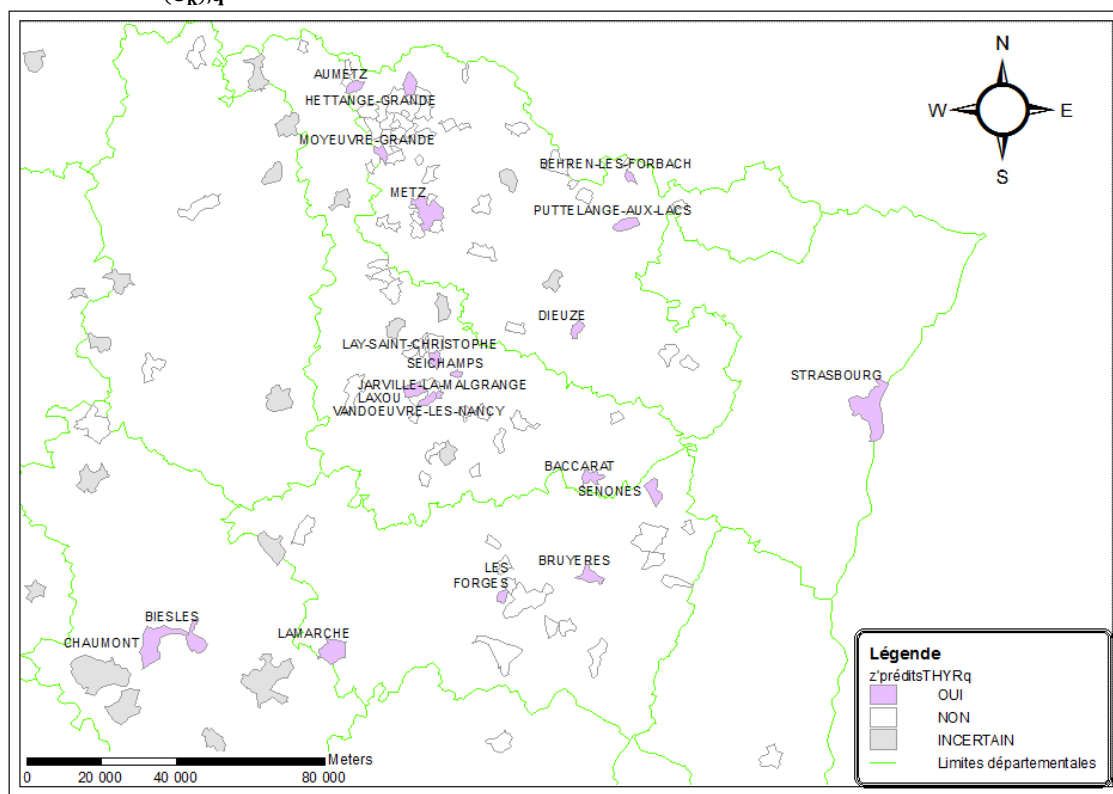 (Ck),q
N
W E
S
AUMETZ
HETTANGE-GRANDE
MOYEUVRE-GRANDE
BEHREN-LES-FORBACH
METZ
PUTTELANGE-AUX-LACS
DIEUZE
LAY-SAINT-CHRISTOPHE
SEICHAMPS
STRASBOURG
JARVILLE-LA-MALGRANGE
LAXOU
VANDOEUVRE-LES-NANCY
BACCARAT
SENONES
LES
FORGES
BRUYERES
BIESLES
CHAUMONT
LAMARCHE
Légende
z'préditsTHYRq
OUI
NON
INCERTAIN
Limites départementales
Meters
0 20 000 40 000 80 000